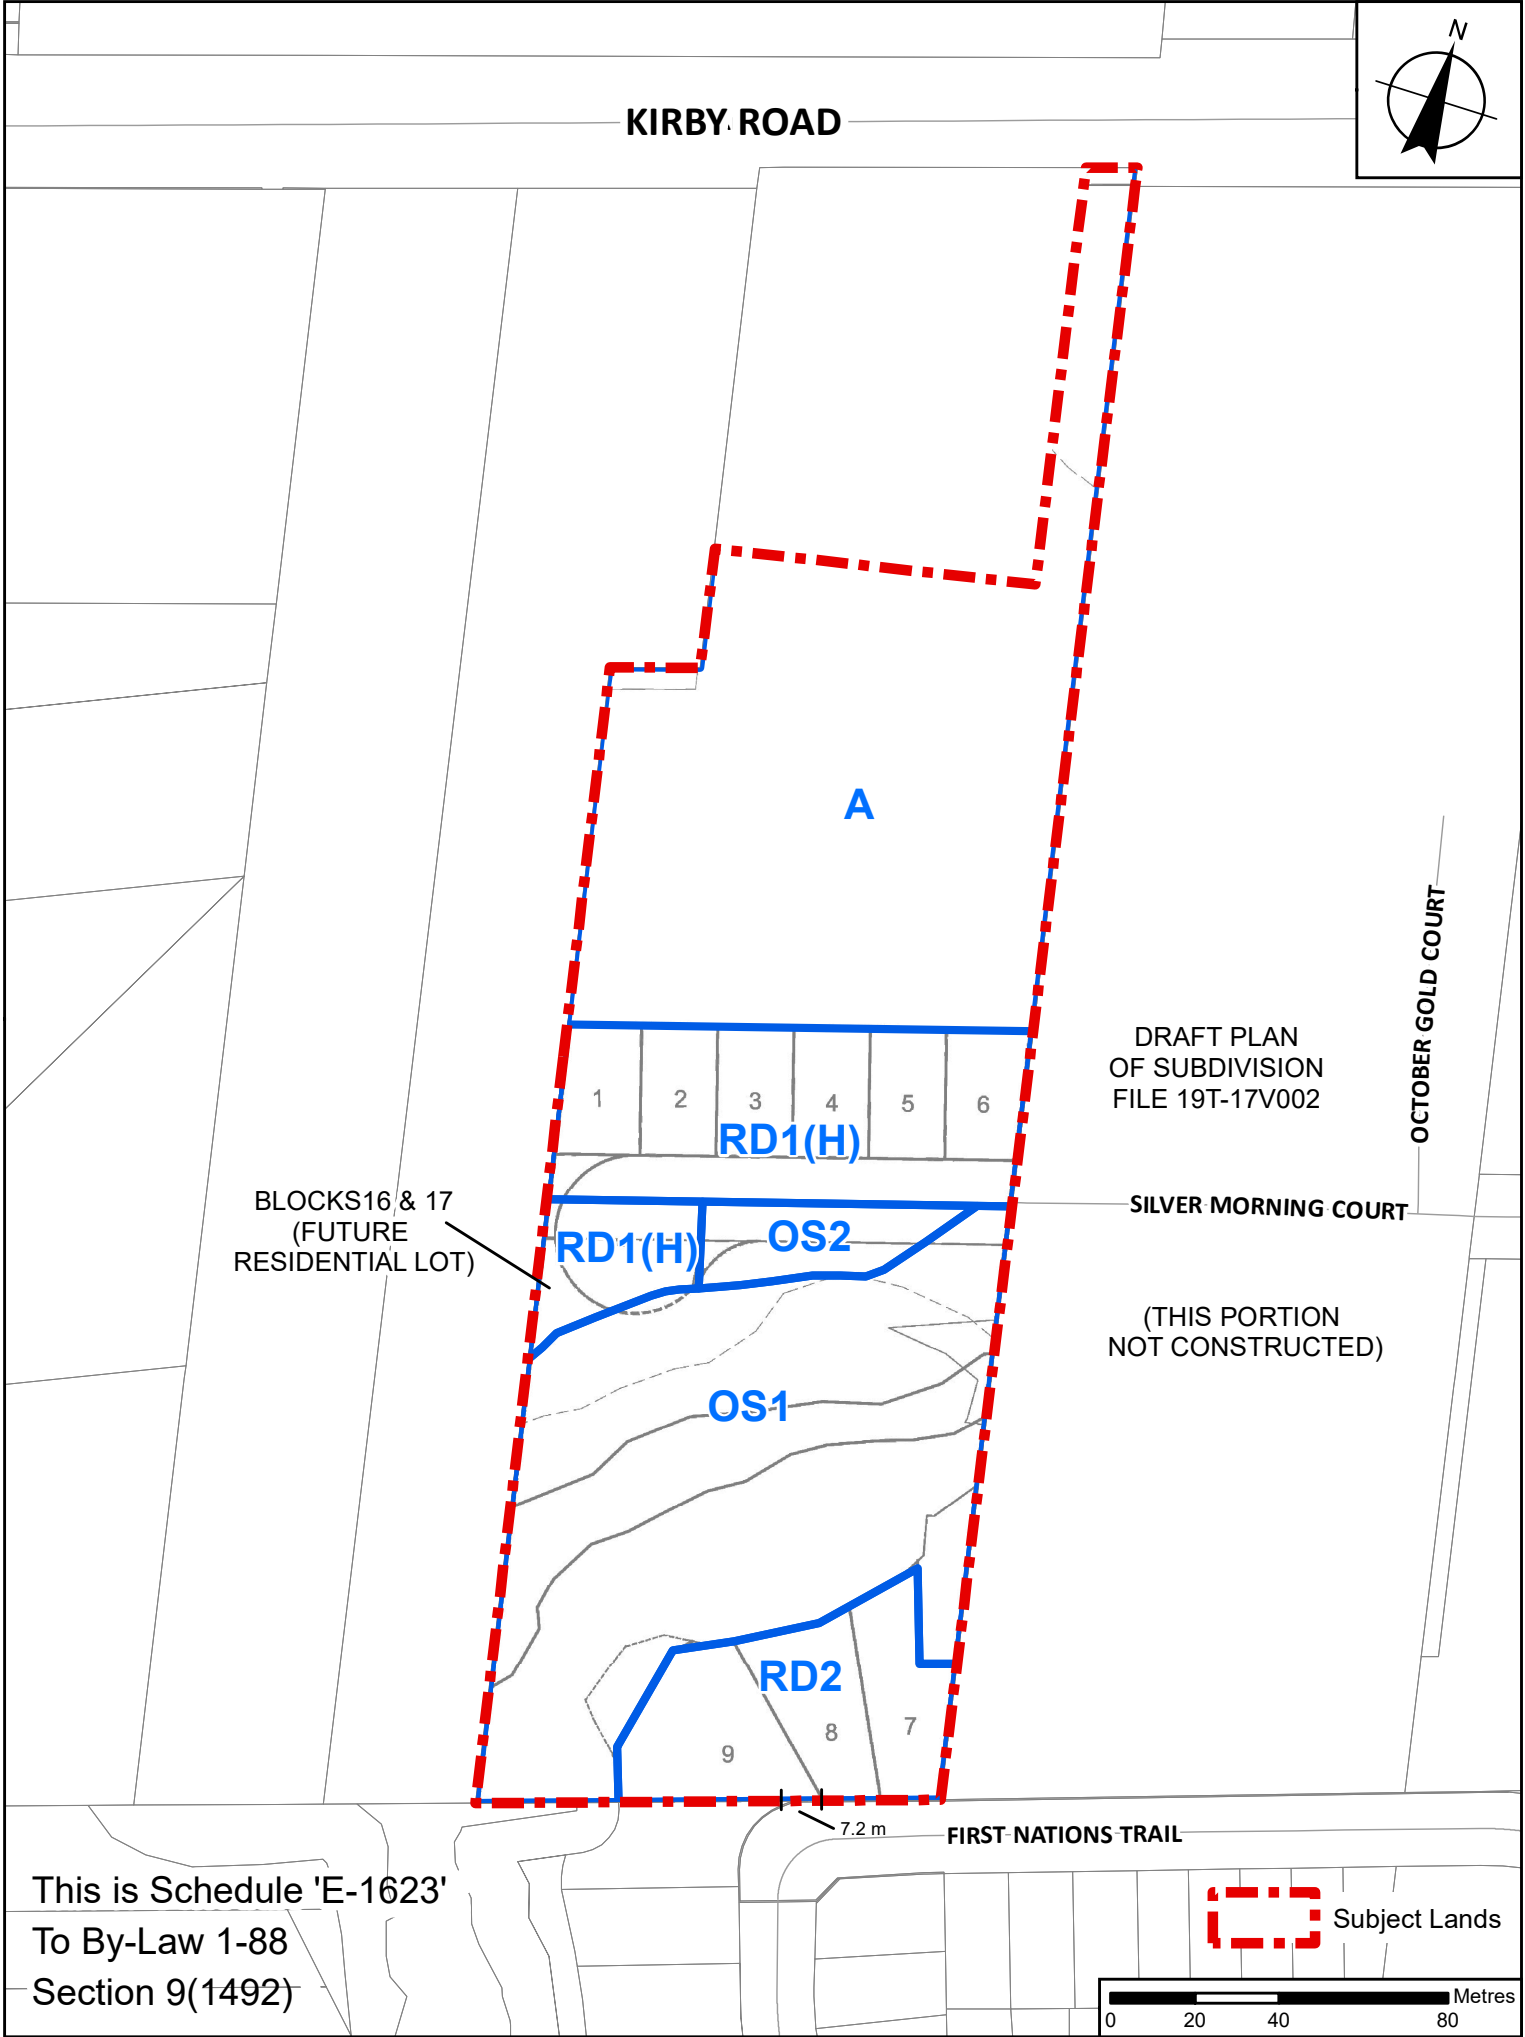 N
KIRBY ROAD
A
OCTOBER GOLD COURT
DRAFT PLAN
OF SUBDIVISION
FILE 19T-17V002
1
2
3
4
5
6
RD1(H)
BLOCKS16 & 17
(FUTURE
RESIDENTIAL LOT)
SILVER MORNING COURT
RD1(H)
OS2
(THIS PORTION
NOT CONSTRUCTED)
OS1
RD2
9
8
7
7.2 m
FIRST NATIONS TRAIL
This is Schedule 'E-1623'
To By-Law 1-88
Section 9(1492)
Subject Lands
Metres
0
20
40
80